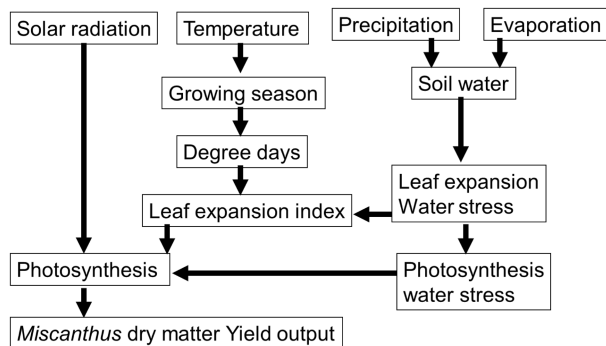 Solar radiation
Temperature
Precipitation
Evaporation
Growing season
Soil water
Degree days
Leaf expansion
Water stress
Leaf expansion index
Photosynthesis
Photosynthesis
water stress
Miscanthus dry matter Yield output